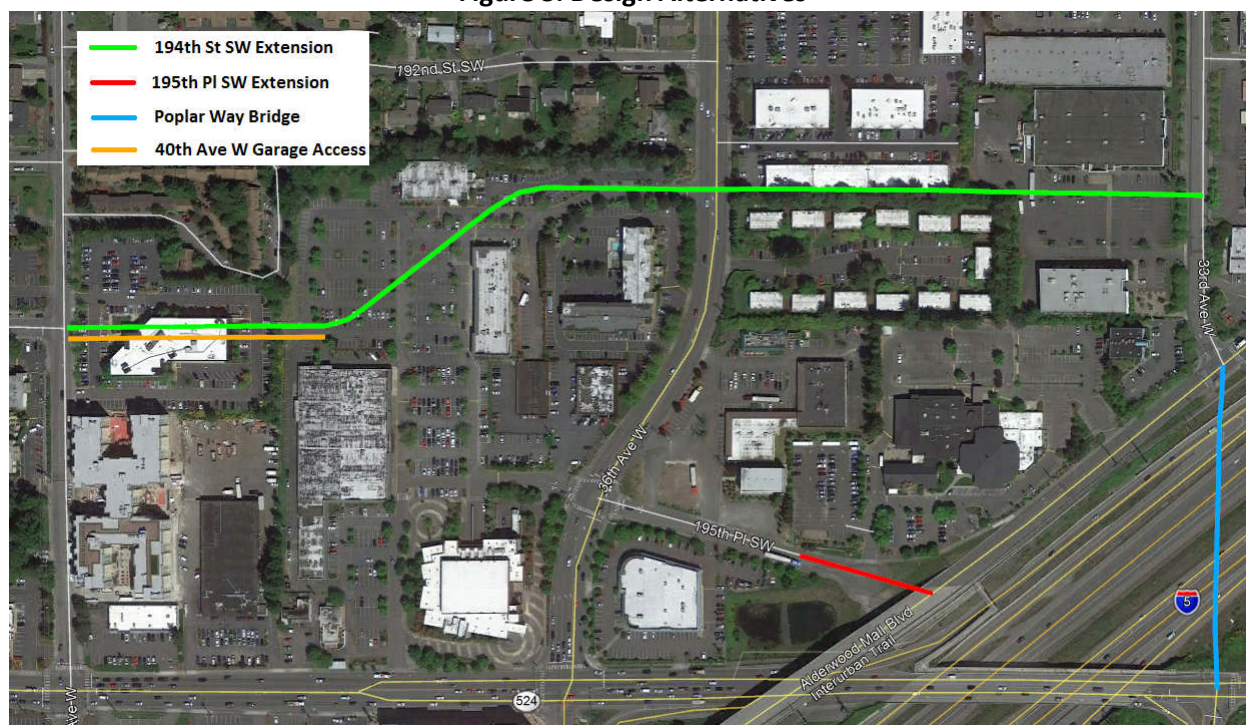 194th St SW Extension
195th Pl SW Extension
Poplar Way Bridge
40th Ave W Garage Access
192nd St SW
33rd Ave W
36th Ave W
195th Pl SW
5
Alderwood Mall Blvd
Interurban Trail
524
Ave W